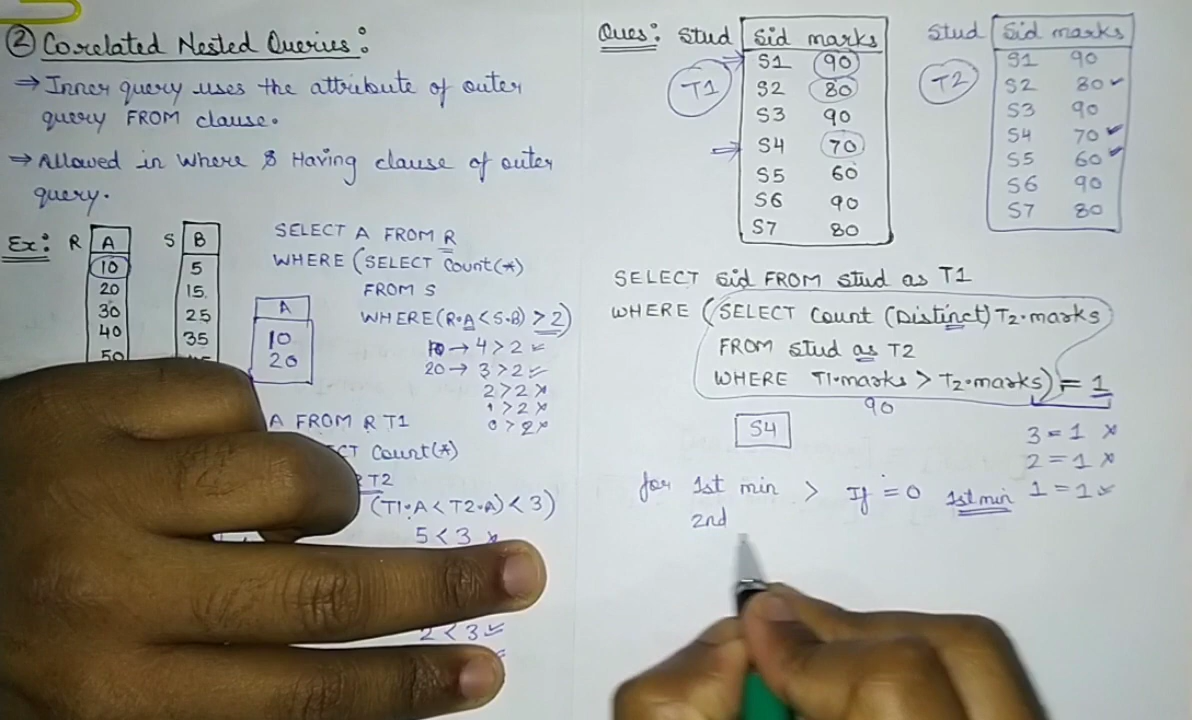 ② Corelated Nested Queries:
→ Inner query uses the attribute of outer
query FROM clause.
→ Allowed in where & Having clause of outer
query.
Ex: R A S B
10 5
20 15
30 25
40 35
50
SELECT A FROM R
WHERE (SELECT Count(*)
FROM S
WHERE(R.A < S.B) > 2)
A
10
20
10 → 4 > 2 ✓
20 → 3 > 2 ✓
2 > 2 ×
1 > 2 ×
0 > 2 ×
A FROM R T1
CT Count(*)
T2
(T1.A < T2.A) < 3)
5 < 3 ×
2 < 3 ✓
Ques: Stud Sid marks
T1
S1 90
S2 80
S3 90
S4 70
S5 60
S6 90
S7 80
Stud Sid marks
T2
S1 90
S2 80 ✓
S3 90
S4 70 ✓
S5 60 ✓
S6 90
S7 80
SELECT Sid FROM Stud as T1
WHERE (SELECT Count (Distinct) T2.marks
FROM Stud as T2
WHERE T1.marks > T2.marks) = 1
90
S4
3 = 1 ×
2 = 1 ×
1 = 1 ✓
for 1st min > If = 0 1st min
2nd